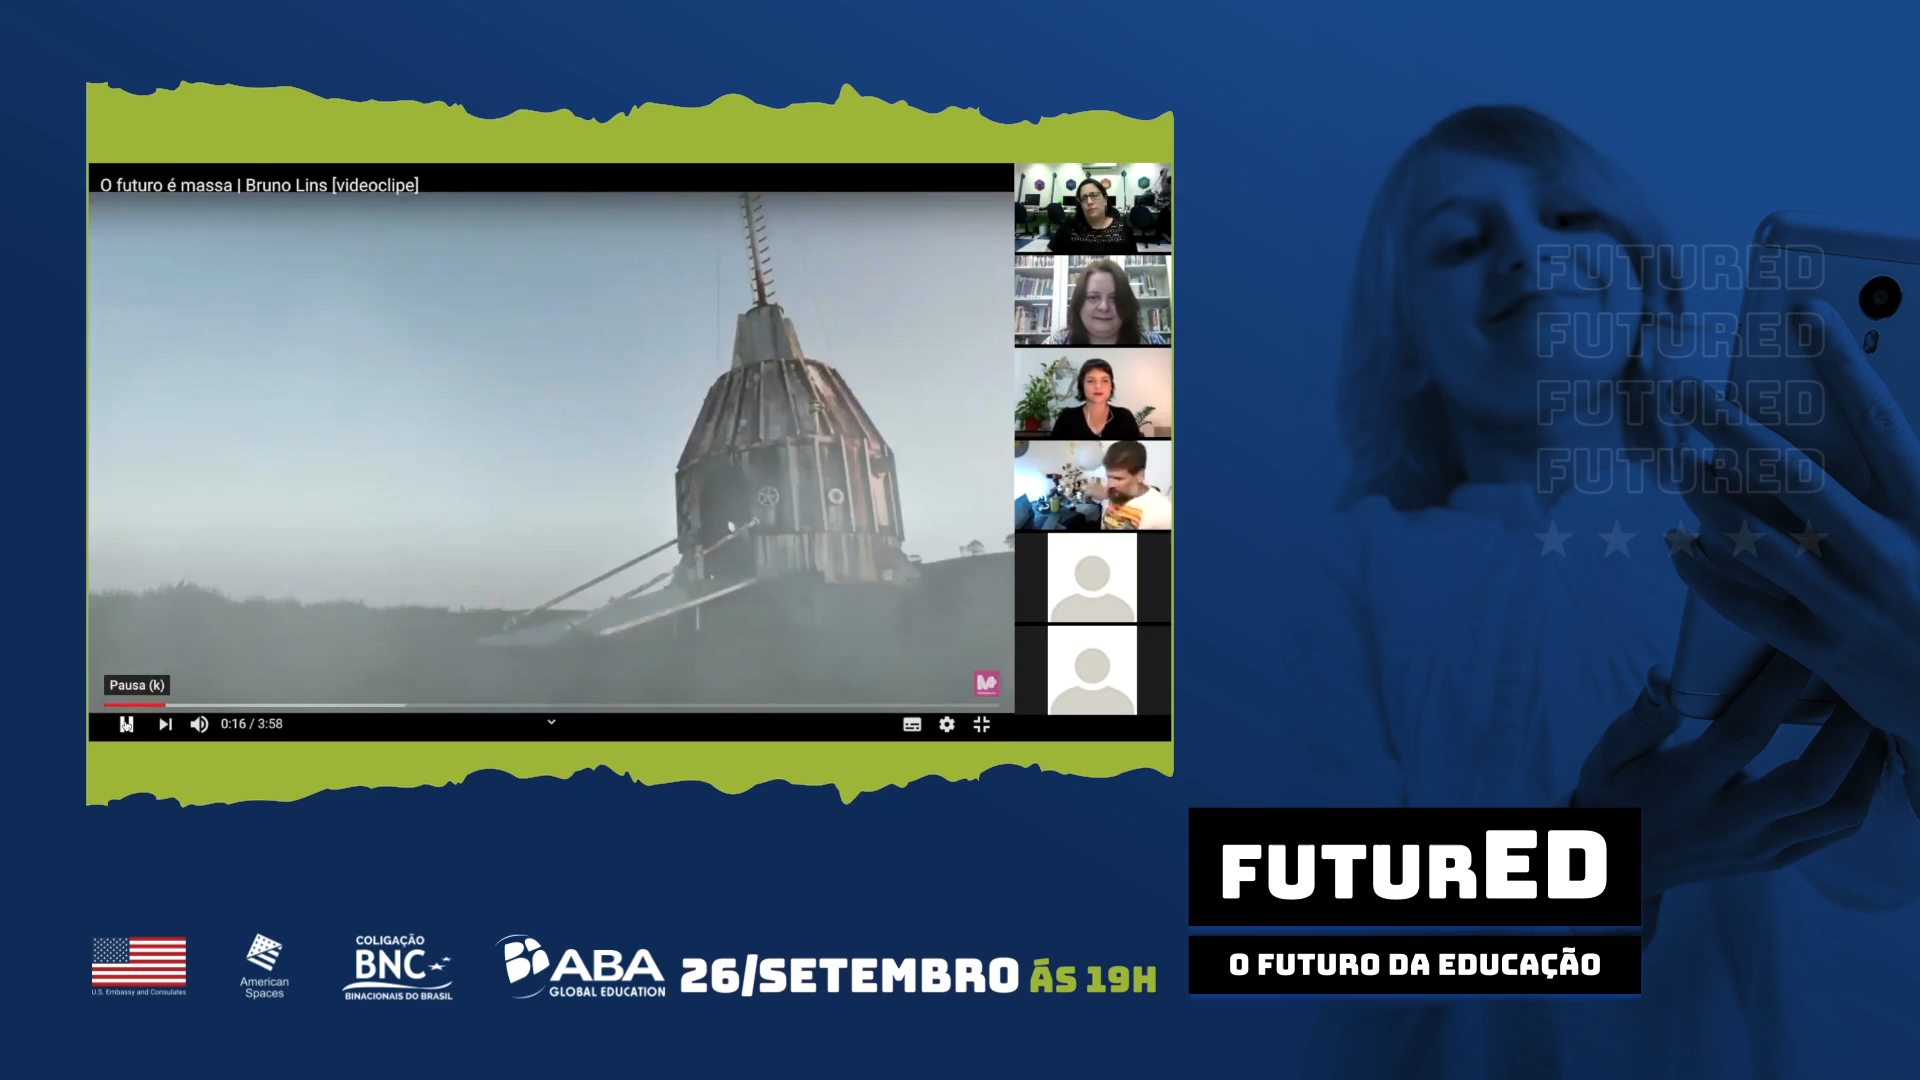 O futuro é massa | Bruno Lins [videoclipe]
Pausa (k)
0:16 / 3:58
FUTURED
FUTURED
FUTURED
FUTURED
FUTURED
O FUTURO DA EDUCAÇÃO
U.S. Embassy and Consulates
American
Spaces
COLIGAÇÃO
BNC
BINACIONAIS DO BRASIL
ABA
GLOBAL EDUCATION
26/SETEMBRO ÁS 19H